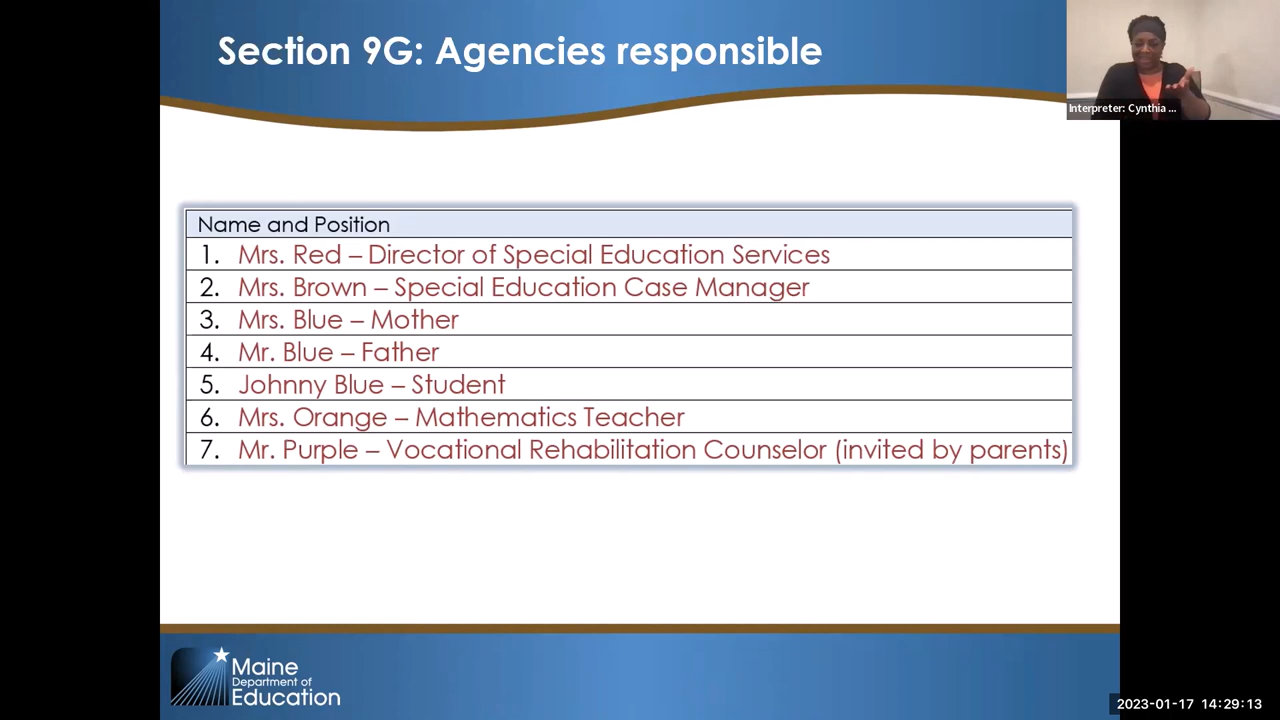 Section 9G: Agencies responsible
Interpreter: Cynthia ...
Name and Position
1. Mrs. Red – Director of Special Education Services
2. Mrs. Brown – Special Education Case Manager
3. Mrs. Blue – Mother
4. Mr. Blue – Father
5. Johnny Blue – Student
6. Mrs. Orange – Mathematics Teacher
7. Mr. Purple – Vocational Rehabilitation Counselor (invited by parents)
Maine
Department of
Education
2023-01-17 14:29:13